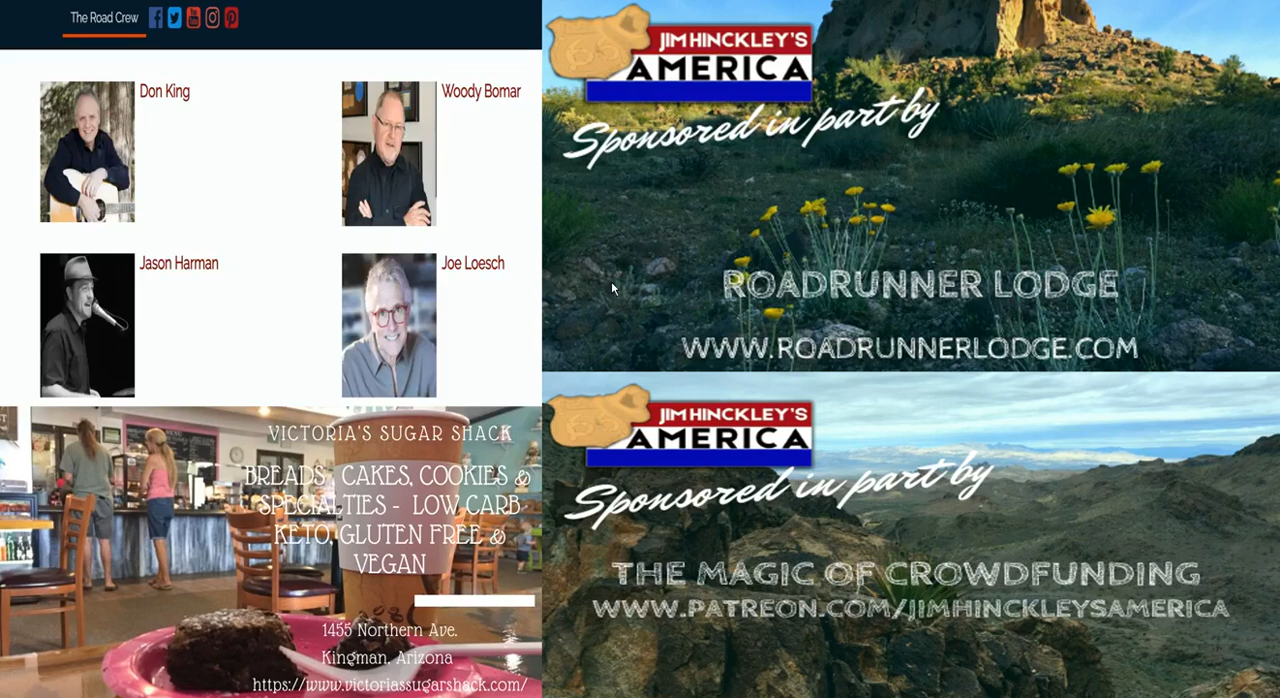 The Road Crew
Don King
Woody Bomar
Jason Harman
Joe Loesch
VICTORIA'S SUGAR SHACK
BREADS, CAKES, COOKIES &
SPECIALTIES - LOW CARB
KETO, GLUTEN FREE &
VEGAN
1455 Northern Ave.
Kingman, Arizona
https://www.victoriassugarshack.com/
JIM HINCKLEY'S
AMERICA
Sponsored in part by
ROADRUNNER LODGE
WWW.ROADRUNNERLODGE.COM
JIM HINCKLEY'S
AMERICA
Sponsored in part by
THE MAGIC OF CROWDFUNDING
WWW.PATREON.COM/JIMHINCKLEYSAMERICA